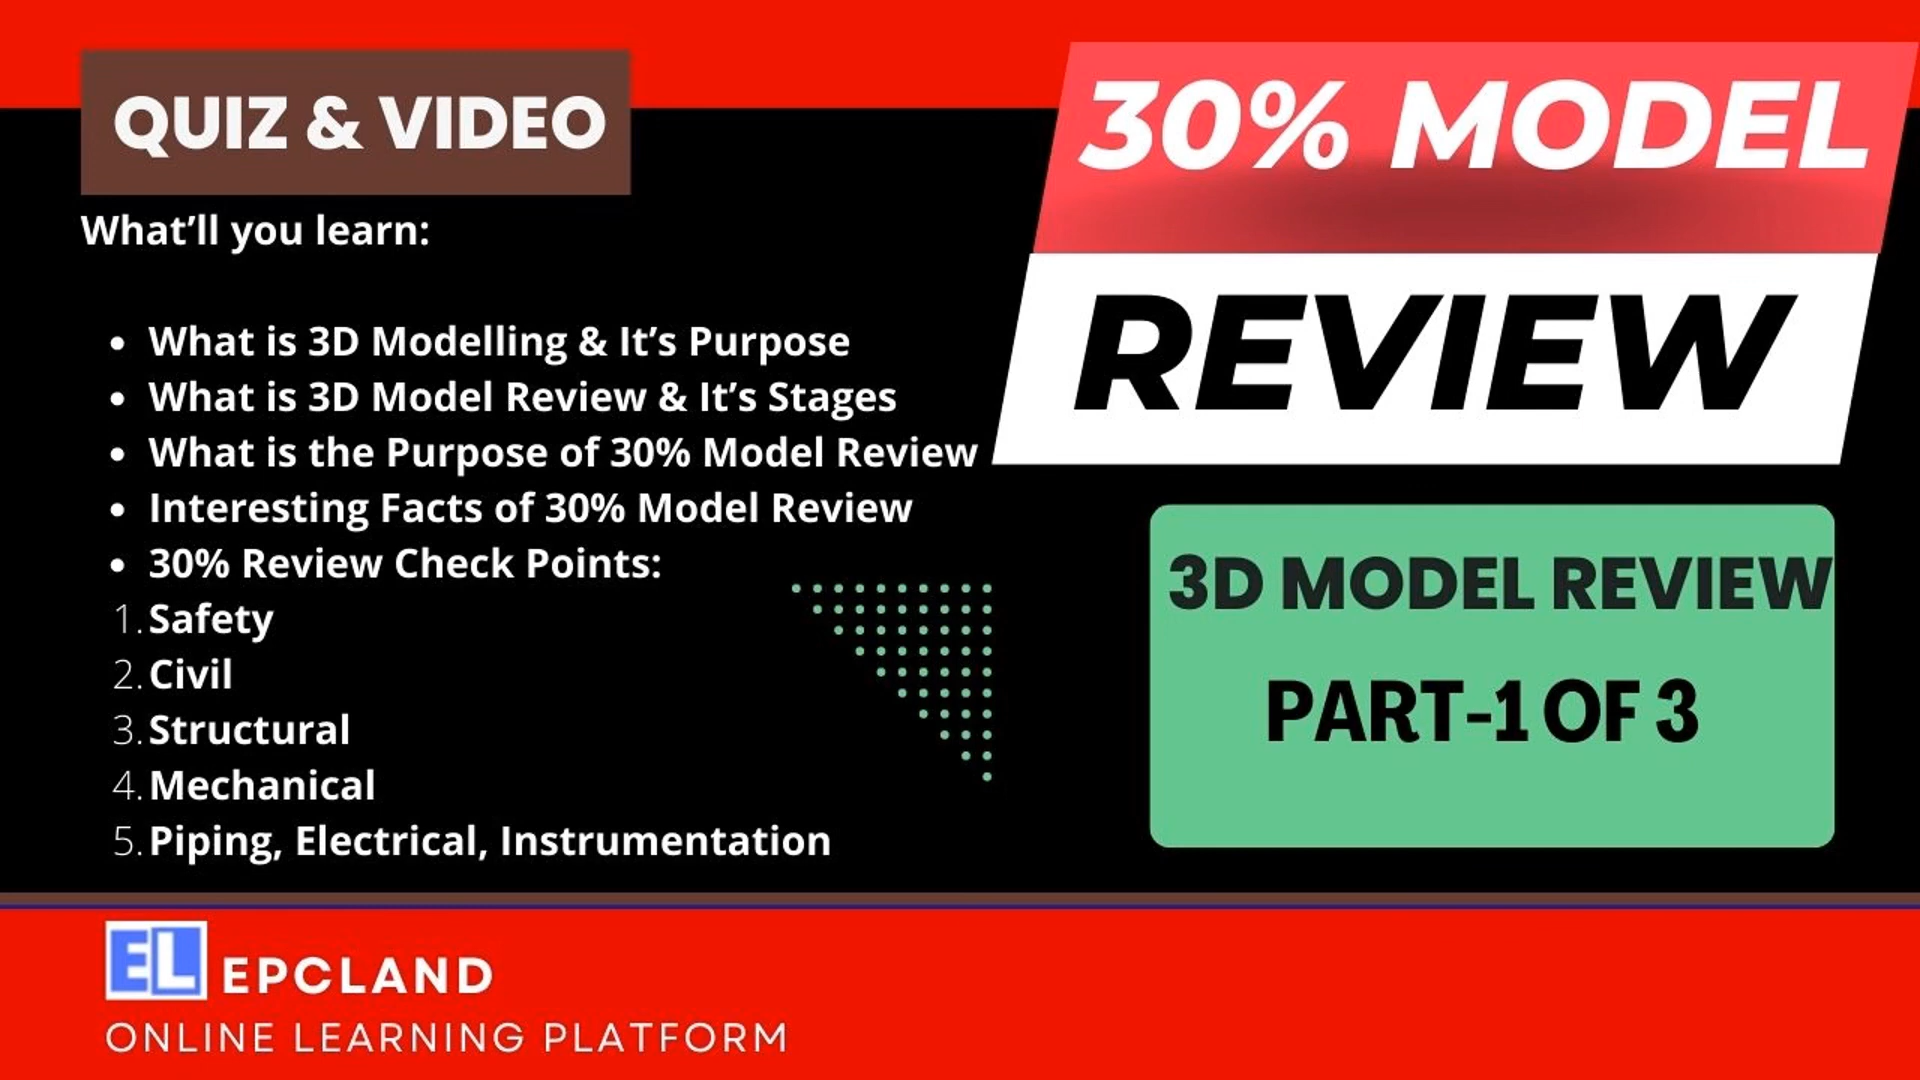 QUIZ & VIDEO
What’ll you learn:
• What is 3D Modelling & It’s Purpose
• What is 3D Model Review & It’s Stages
• What is the Purpose of 30% Model Review
• Interesting Facts of 30% Model Review
• 30% Review Check Points:
1. Safety
2. Civil
3. Structural
4. Mechanical
5. Piping, Electrical, Instrumentation
30% MODEL
REVIEW
3D MODEL REVIEW
PART-1 OF 3
EL EPCLAND
ONLINE LEARNING PLATFORM